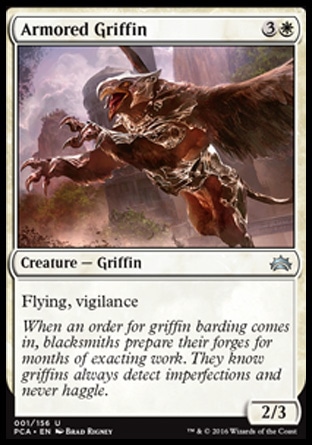 Armored Griffin 3
Creature — Griffin
Flying, vigilance
When an order for griffin barding comes
in, blacksmiths prepare their forges for
months of exacting work. They know
griffins always detect imperfections and
never haggle.
2/3
001/156 U
PCA • EN BRAD RIGNEY ™ & © 2016 Wizards of the Coast